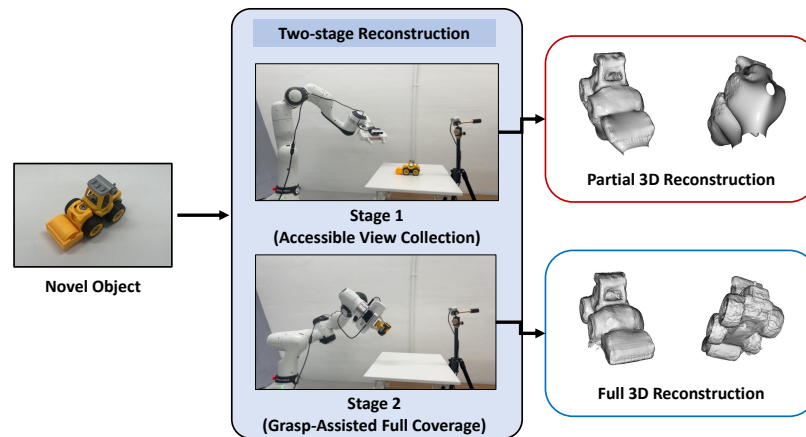 Two-stage Reconstruction
Stage 1
(Accessible View Collection)
Partial 3D Reconstruction
Novel Object
Stage 2
(Grasp-Assisted Full Coverage)
Full 3D Reconstruction